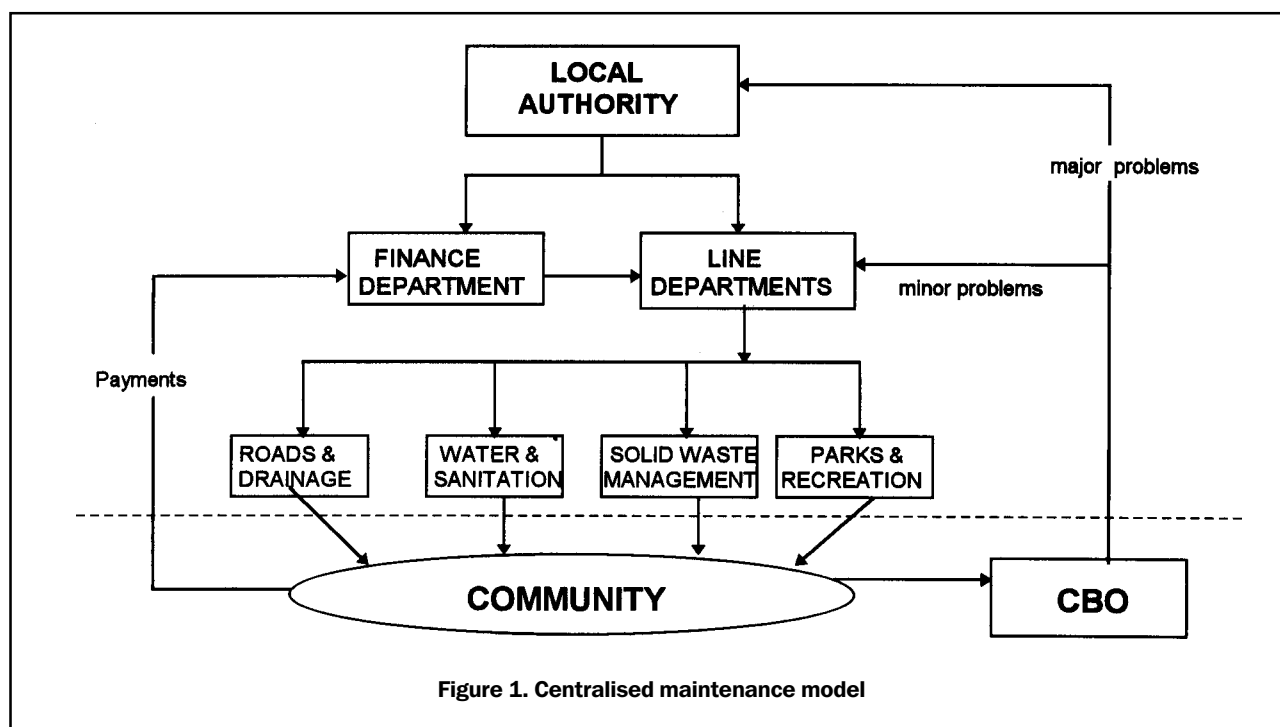 LOCAL
AUTHORITY
major problems
FINANCE
DEPARTMENT
LINE
DEPARTMENTS
minor problems
Payments
ROADS &
DRAINAGE
WATER &
SANITATION
SOLID WASTE
MANAGEMENT
PARKS &
RECREATION
COMMUNITY
CBO
Figure 1. Centralised maintenance model